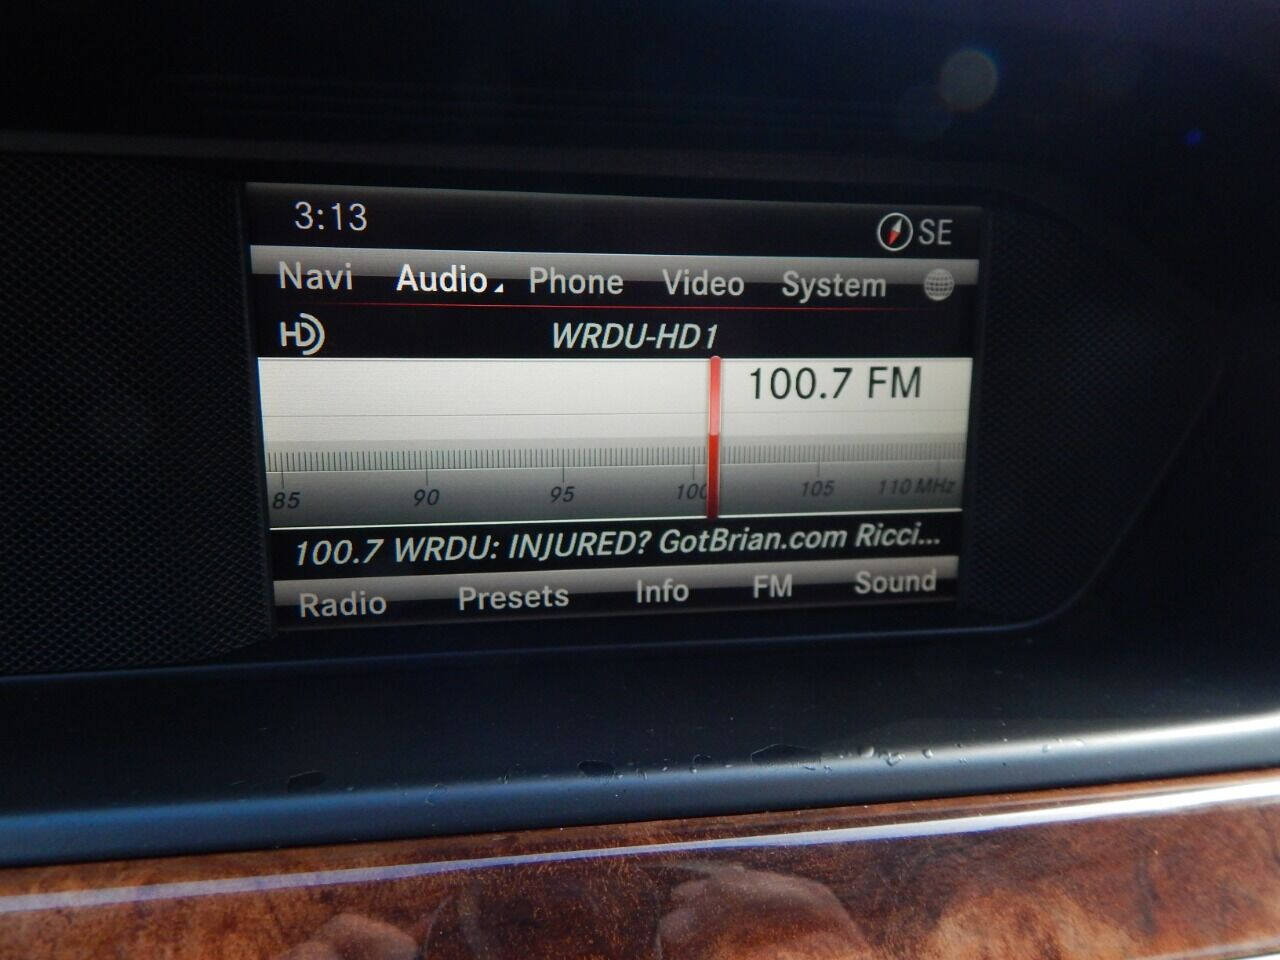 3:13 SE
Navi Audio Phone Video System
HD WRDU-HD1
100.7 FM
85 90 95 100 105 110 MHz
100.7 WRDU: INJURED? GotBrian.com Ricci...
Radio Presets Info FM Sound